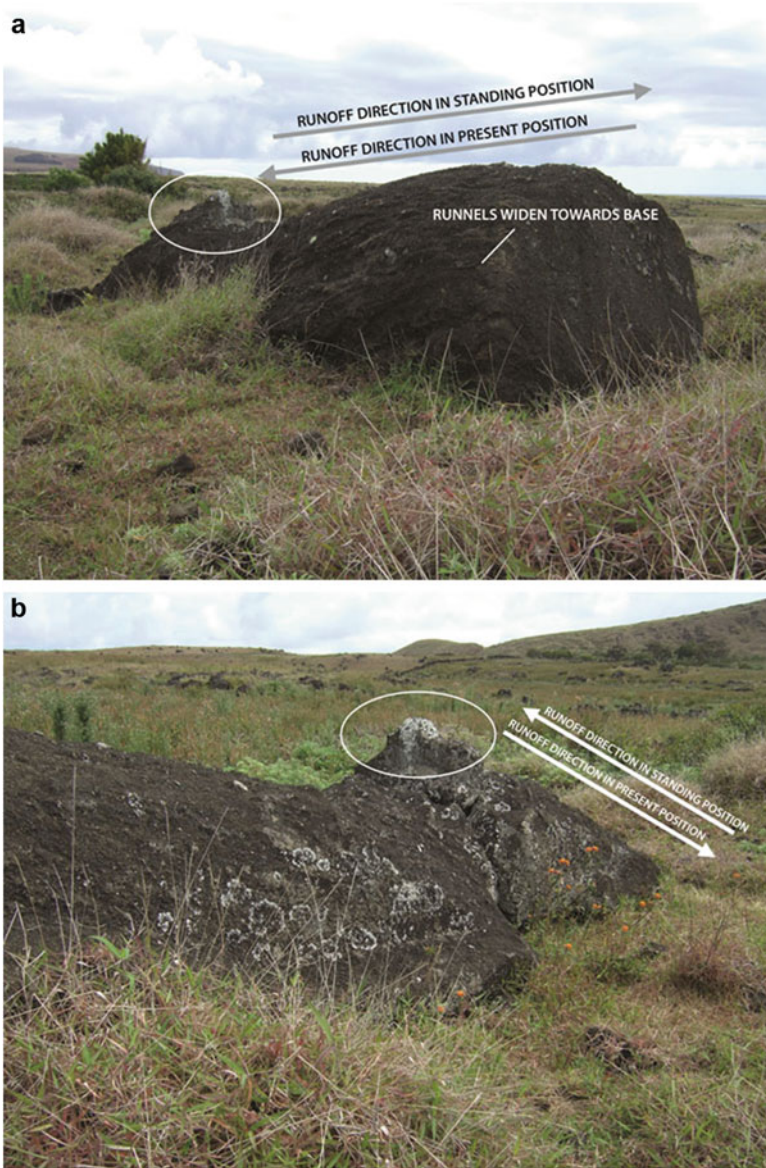 a
RUNOFF DIRECTION IN STANDING POSITION
RUNOFF DIRECTION IN PRESENT POSITION
RUNNELS WIDEN TOWARDS BASE
b
RUNOFF DIRECTION IN STANDING POSITION
RUNOFF DIRECTION IN PRESENT POSITION